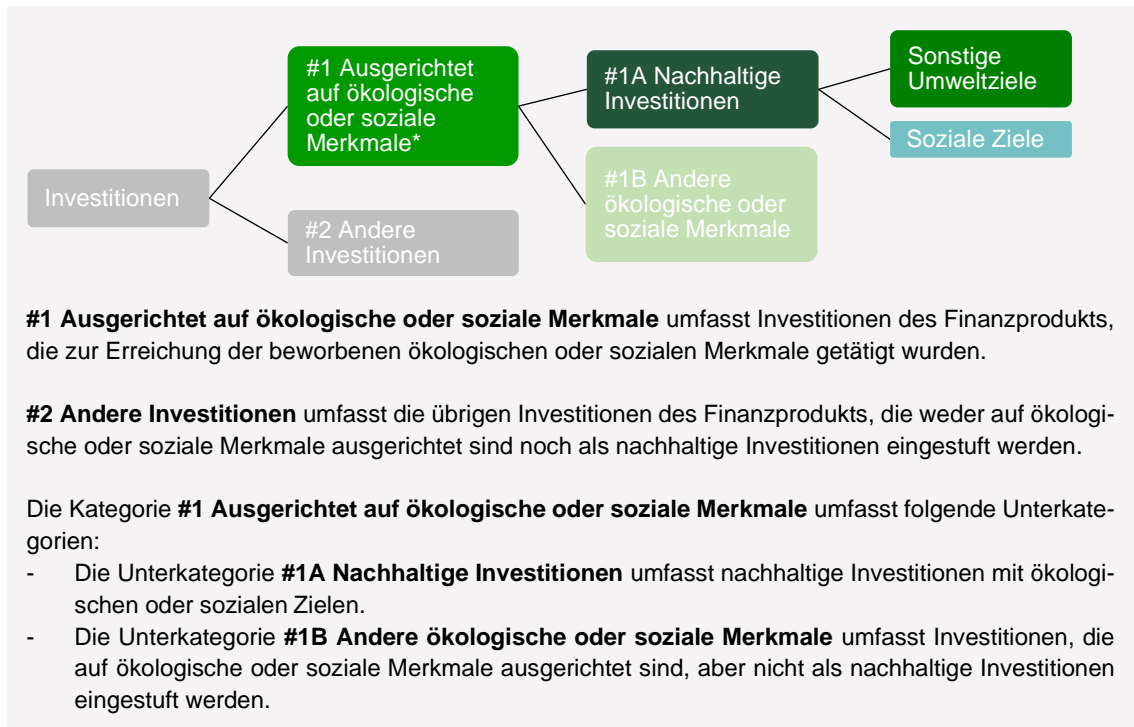 #1 Ausgerichtet
auf ökologische
oder soziale
Merkmale*
#1A Nachhaltige
Investitionen
Sonstige
Umweltziele
Soziale Ziele
Investitionen
#1B Andere
ökologische oder
soziale Merkmale
#2 Andere
Investitionen
#1 Ausgerichtet auf ökologische oder soziale Merkmale umfasst Investitionen des Finanzprodukts,
die zur Erreichung der beworbenen ökologischen oder sozialen Merkmale getätigt wurden.
#2 Andere Investitionen umfasst die übrigen Investitionen des Finanzprodukts, die weder auf ökologi-
sche oder soziale Merkmale ausgerichtet sind noch als nachhaltige Investitionen eingestuft werden.
Die Kategorie #1 Ausgerichtet auf ökologische oder soziale Merkmale umfasst folgende Unterkate-
gorien:
- Die Unterkategorie #1A Nachhaltige Investitionen umfasst nachhaltige Investitionen mit ökologi-
schen oder sozialen Zielen.
- Die Unterkategorie #1B Andere ökologische oder soziale Merkmale umfasst Investitionen, die
auf ökologische oder soziale Merkmale ausgerichtet sind, aber nicht als nachhaltige Investitionen
eingestuft werden.